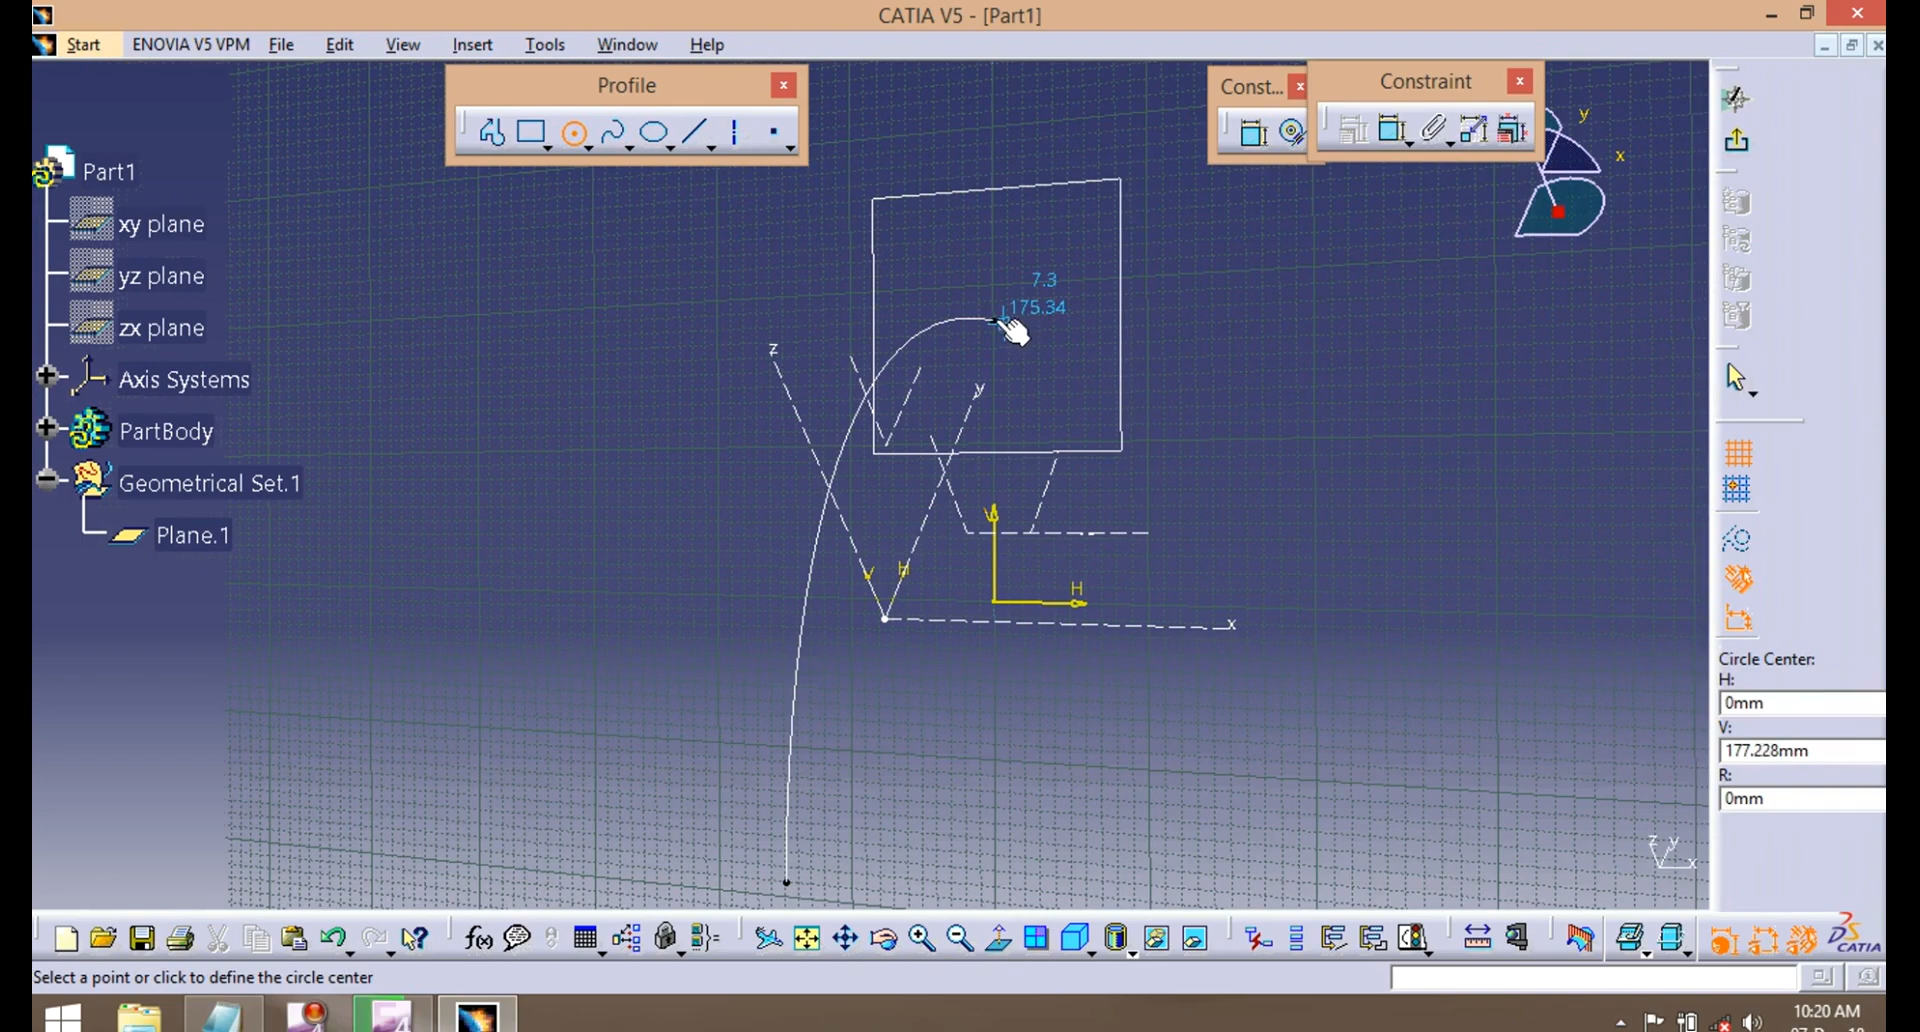 CATIA V5 - [Part1]
Start ENOVIA V5 VPM File Edit View Insert Tools Window Help
Profile
Const...
Constraint
y
x
Part1
xy plane
yz plane
zx plane
Axis Systems
PartBody
Geometrical Set.1
Plane.1
7.3
175.34
z
y
V
V
H
H
x
Circle Center:
H:
0mm
V:
177.228mm
R:
0mm
z y
x
f(x)
CATIA
Select a point or click to define the circle center
10:20 AM